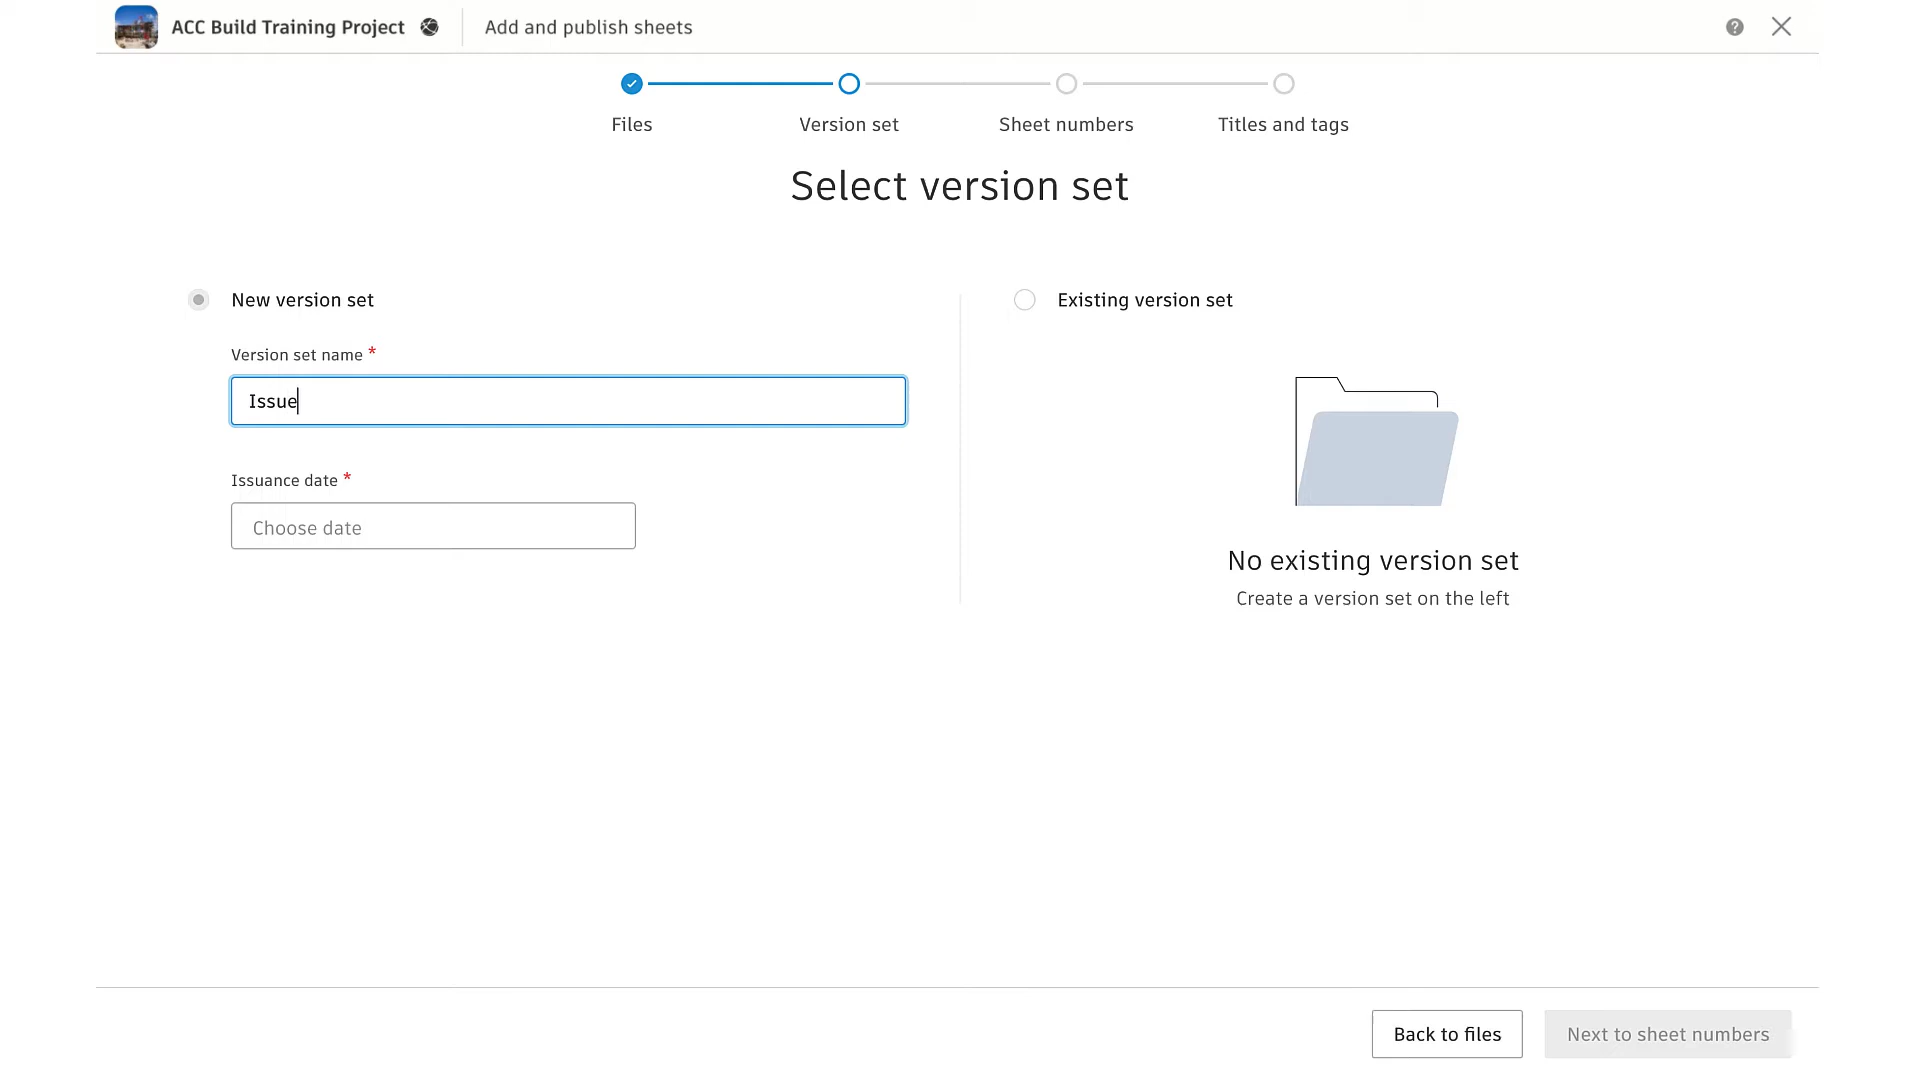 ACC Build Training Project
Add and publish sheets
Files
Version set
Sheet numbers
Titles and tags
Select version set
New version set
Version set name *
Issue
Issuance date *
Choose date
Existing version set
No existing version set
Create a version set on the left
Back to files
Next to sheet numbers